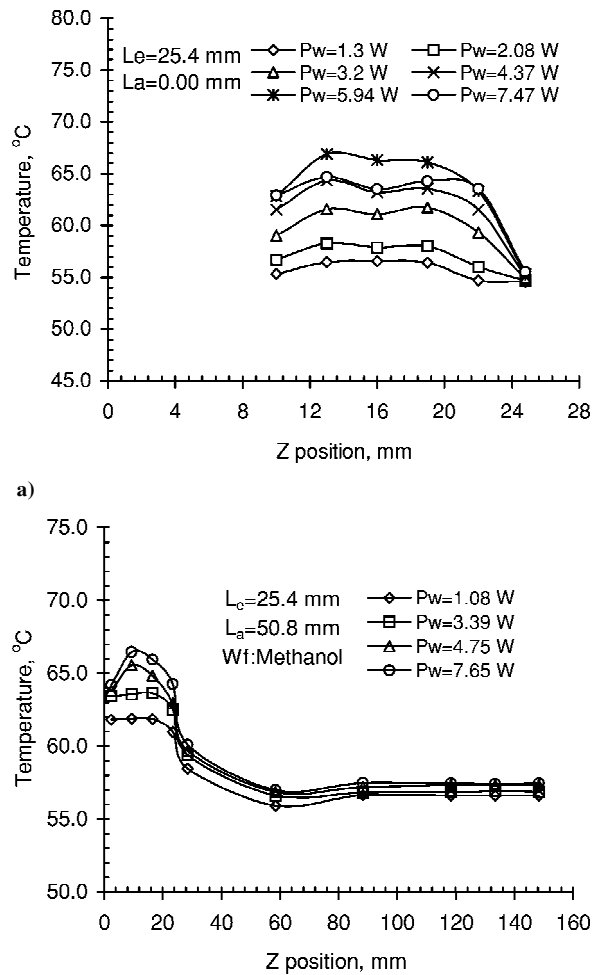 80.0
75.0
70.0
65.0
60.0
55.0
50.0
45.0
Temperature, °C
Le=25.4 mm
La=0.00 mm
Pw=1.3 W
Pw=2.08 W
Pw=3.2 W
Pw=4.37 W
Pw=5.94 W
Pw=7.47 W
0 4 8 12 16 20 24 28
Z position, mm
a)
75.0
70.0
65.0
60.0
55.0
50.0
Temperature, °C
Le=25.4 mm
La=50.8 mm
Wf:Methanol
Pw=1.08 W
Pw=3.39 W
Pw=4.75 W
Pw=7.65 W
0 20 40 60 80 100 120 140 160
Z position, mm